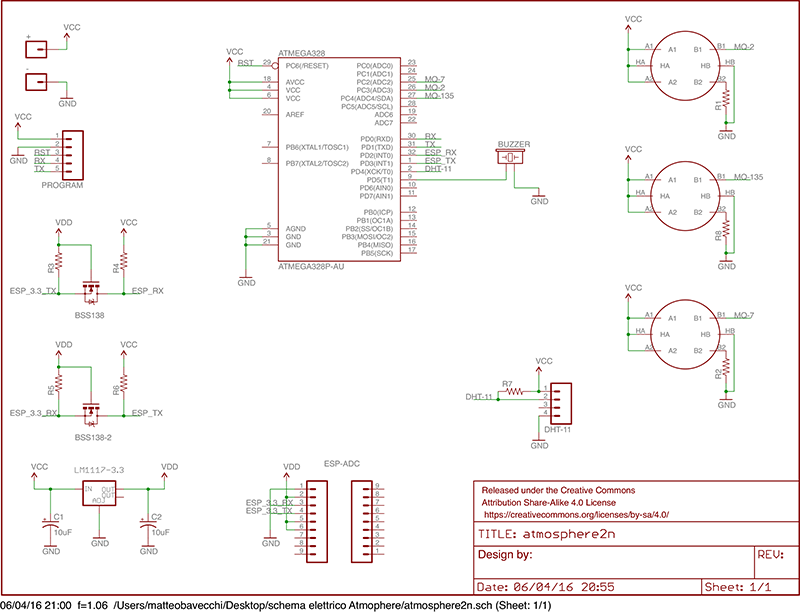 +
VCC
-
GND
VCC
GND
RST
RX
TX
1
2
3
4
5
PROGRAM
ATMEGA328
VCC
RST
29
PC6(/RESET)
18
AVCC
4
VCC
6
VCC
20
AREF
7
PB6(XTAL1/TOSC1)
8
PB7(XTAL2/TOSC2)
5
AGND
3
GND
21
GND
GND
PC0(ADC0)
23
PC1(ADC1)
24
PC2(ADC2)
25
MQ-7
PC3(ADC3)
26
MQ-2
PC4(ADC4/SDA)
27
MQ-135
PC5(ADC5/SCL)
28
ADC6
19
ADC7
22
PD0(RXD)
30
RX
PD1(TXD)
31
TX
PD2(INT0)
32
ESP_RX
PD3(INT1)
1
ESP_TX
PD4(XCK/T0)
2
DHT-11
PD5(T1)
9
PD6(AIN0)
10
PD7(AIN1)
11
PB0(ICP)
12
PB1(OC1A)
13
PB2(SS/OC1B)
14
PB3(MOSI/OC2)
15
PB4(MISO)
16
PB5(SCK)
17
ATMEGA328P-AU
BUZZER
GND
VCC
A1
A1
B1
B1
MQ-2
HA
HA
HB
HB
A2
A2
B2
B2
R1
GND
VCC
A1
A1
B1
B1
MQ-135
HA
HA
HB
HB
A2
A2
B2
B2
R8
GND
VCC
A1
A1
B1
B1
MQ-7
HA
HA
HB
HB
A2
A2
B2
B2
R2
GND
VDD
VCC
R3
R4
ESP_3.3_TX
ESP_RX
BSS138
VDD
VCC
R5
R6
ESP_3.3_RX
ESP_TX
BSS138-2
VCC
LM1117-3.3
VDD
IN
OUT
OUT
ADJ
C1
10uF
C2
10uF
GND
GND
GND
VDD
ESP-ADC
ESP_3.3_RX
ESP_3.3_TX
GND
1
2
3
4
5
6
7
8
9
9
8
7
6
5
4
3
2
1
VCC
R7
DHT-11
1
2
3
4
DHT-11
GND
Released under the Creative Commons
Attribution Share-Alike 4.0 License
https://creativecommons.org/licenses/by-sa/4.0/
TITLE: atmosphere2n
Design by:
REV:
Date: 06/04/16 20:55
Sheet: 1/1
06/04/16 21:00 f=1.06 /Users/matteobavecchi/Desktop/schema elettrico Atmophere/atmosphere2n.sch (Sheet: 1/1)